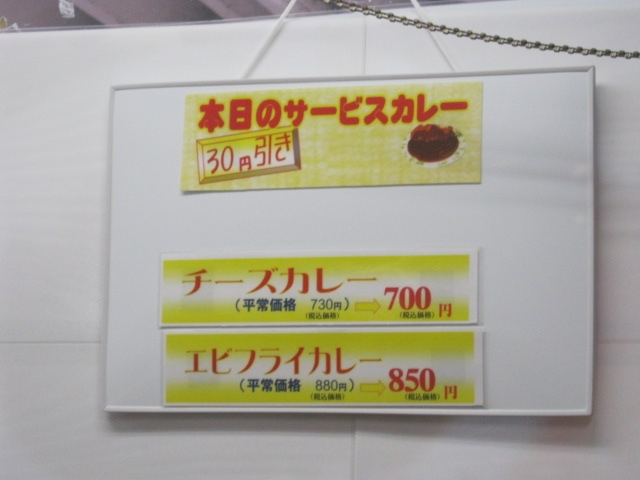 本日のサービスカレー
30円引き
チーズカレー
(平常価格 730円) 700円
(税込価格) (税込価格)
エビフライカレー
(平常価格 880円) 850円
(税込価格) (税込価格)